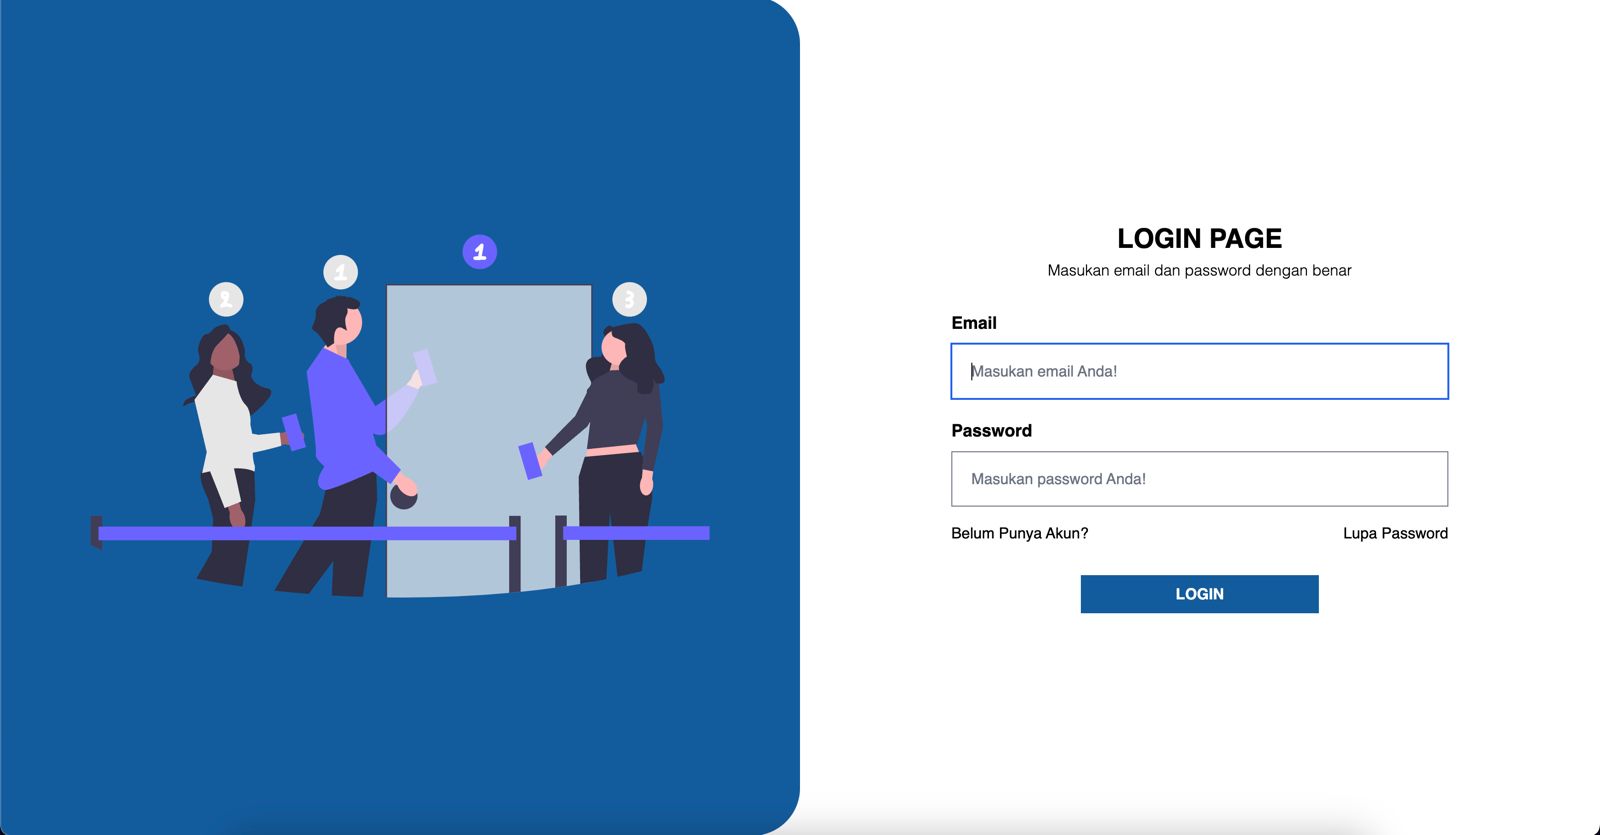 1
1
2
3
LOGIN PAGE
Masukan email dan password dengan benar
Email
Masukan email Anda!
Password
Masukan password Anda!
Belum Punya Akun? Lupa Password
LOGIN